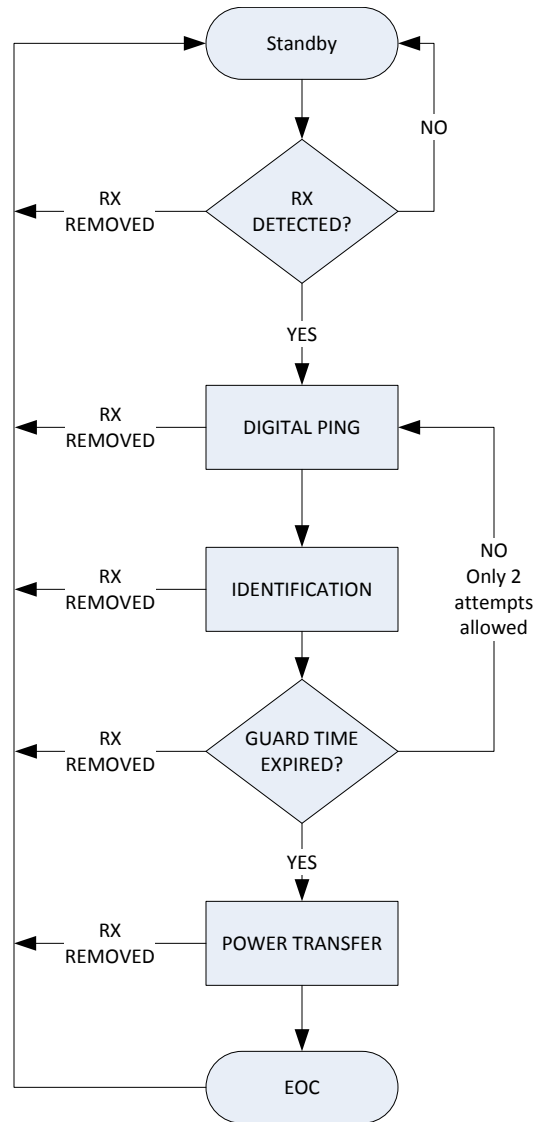 Standby
NO
RX
REMOVED
RX
DETECTED?
YES
RX
REMOVED
DIGITAL PING
NO
Only 2
attempts
allowed
RX
REMOVED
IDENTIFICATION
RX
REMOVED
GUARD TIME
EXPIRED?
YES
RX
REMOVED
POWER TRANSFER
EOC